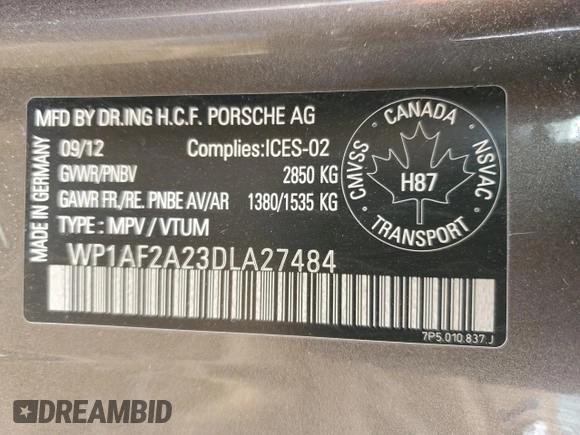 MFD BY DR.ING H.C.F. PORSCHE AG
09/12 Complies:ICES-02
GVWR/PNBV 2850 KG
GAWR FR./RE. PNBE AV/AR 1380/1535 KG
TYPE : MPV / VTUM
WP1AF2A23DLA27484
MADE IN GERMANY
CANADA
CMVSS
NSVAC
H87
TRANSPORT
7P5.010.837.J
DREAMBID